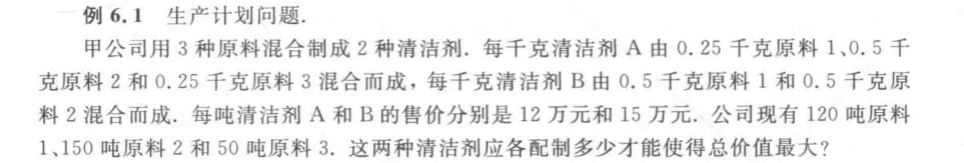 例 6.1 生产计划问题.
甲公司用 3 种原料混合制成 2 种清洁剂. 每千克清洁剂 A 由 0.25 千克原料 1、0.5 千
克原料 2 和 0.25 千克原料 3 混合而成, 每千克清洁剂 B 由 0.5 千克原料 1 和 0.5 千克原
料 2 混合而成. 每吨清洁剂 A 和 B 的售价分别是 12 万元和 15 万元. 公司现有 120 吨原料
1、150 吨原料 2 和 50 吨原料 3. 这两种清洁剂应各配制多少才能使得总价值最大?